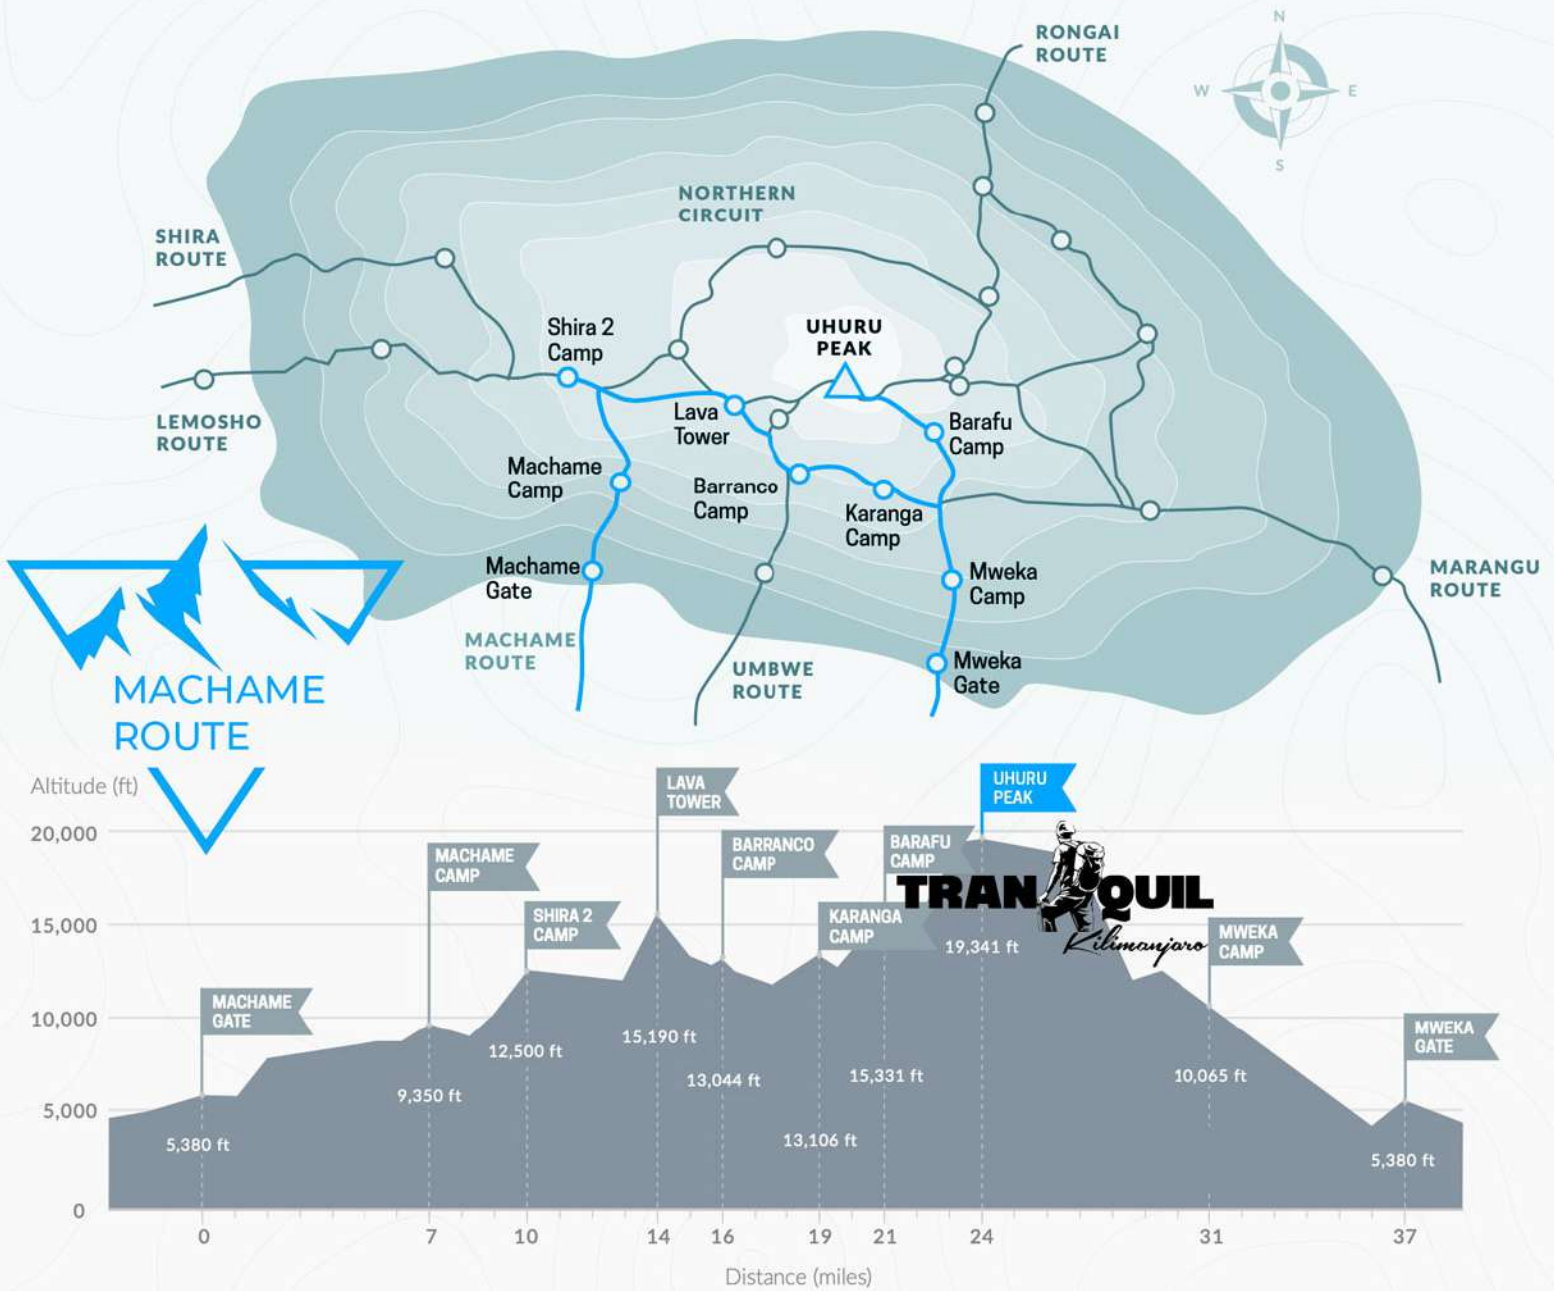 N
W
E
S
RONGAI
ROUTE
NORTHERN
CIRCUIT
SHIRA
ROUTE
UHURU
PEAK
Shira 2
Camp
LEMOSHO
ROUTE
Lava
Tower
Barafu
Camp
Machame
Camp
Barranco
Camp
Karanga
Camp
Machame
Gate
Mweka
Camp
MARANGU
ROUTE
MACHAME
ROUTE
UMBWE
ROUTE
Mweka
Gate
MACHAME
ROUTE
Altitude (ft)
20,000
15,000
10,000
5,000
0
MACHAME
GATE
MACHAME
CAMP
SHIRA 2
CAMP
LAVA
TOWER
BARRANCO
CAMP
KARANGA
CAMP
BARAFU
CAMP
UHURU
PEAK
MWEKA
CAMP
MWEKA
GATE
TRANQUIL
Kilimanjaro
5,380 ft
9,350 ft
12,500 ft
15,190 ft
13,044 ft
13,106 ft
15,331 ft
19,341 ft
10,065 ft
5,380 ft
0
7
10
14
16
19
21
24
31
37
Distance (miles)